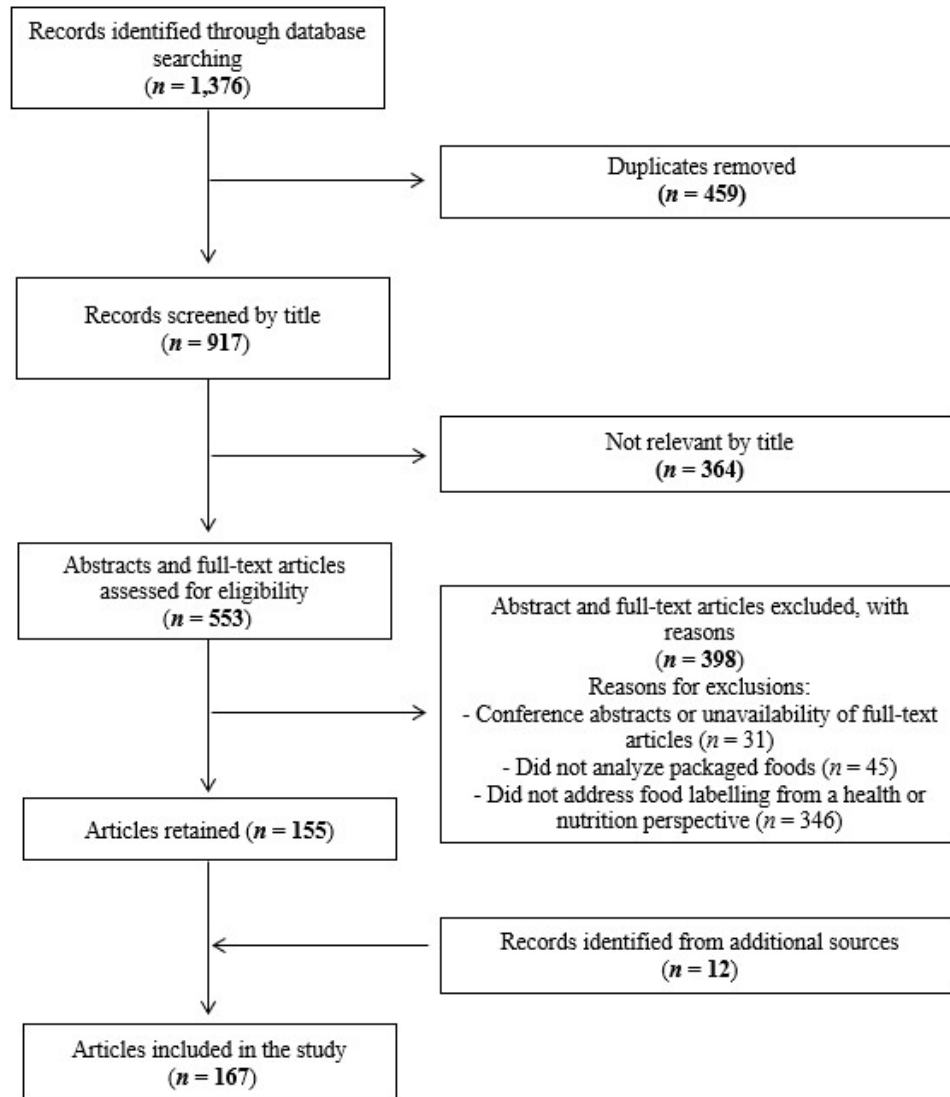 Records identified through database
searching
(n = 1,376)
Duplicates removed
(n = 459)
Records screened by title
(n = 917)
Not relevant by title
(n = 364)
Abstracts and full-text articles
assessed for eligibility
(n = 553)
Abstract and full-text articles excluded, with
reasons
(n = 398)
Reasons for exclusions:
- Conference abstracts or unavailability of full-text
articles (n = 31)
- Did not analyze packaged foods (n = 45)
- Did not address food labelling from a health or
nutrition perspective (n = 346)
Articles retained (n = 155)
Records identified from additional sources
(n = 12)
Articles included in the study
(n = 167)